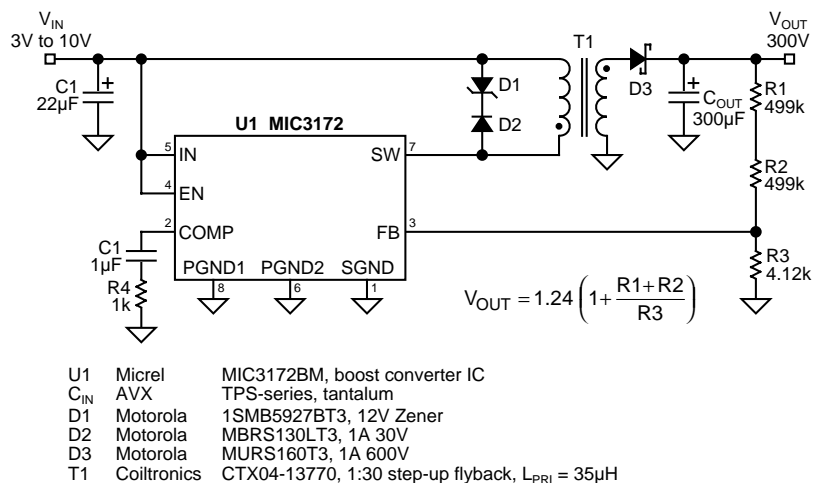 VIN
3V to 10V
T1
VOUT
300V
C1
22µF
D1
D2
D3
COUT
300µF
R1
499k
R2
499k
U1 MIC3172
5
IN
SW
7
4
EN
2
COMP
FB
3
C1
1µF
R4
1k
PGND1
PGND2
SGND
8
6
1
R3
4.12k
VOUT = 1.24 (1+ R1+R2 / R3)
U1 Micrel MIC3172BM, boost converter IC
CIN AVX TPS-series, tantalum
D1 Motorola 1SMB5927BT3, 12V Zener
D2 Motorola MBRS130LT3, 1A 30V
D3 Motorola MURS160T3, 1A 600V
T1 Coiltronics CTX04-13770, 1:30 step-up flyback, LPRI = 35µH